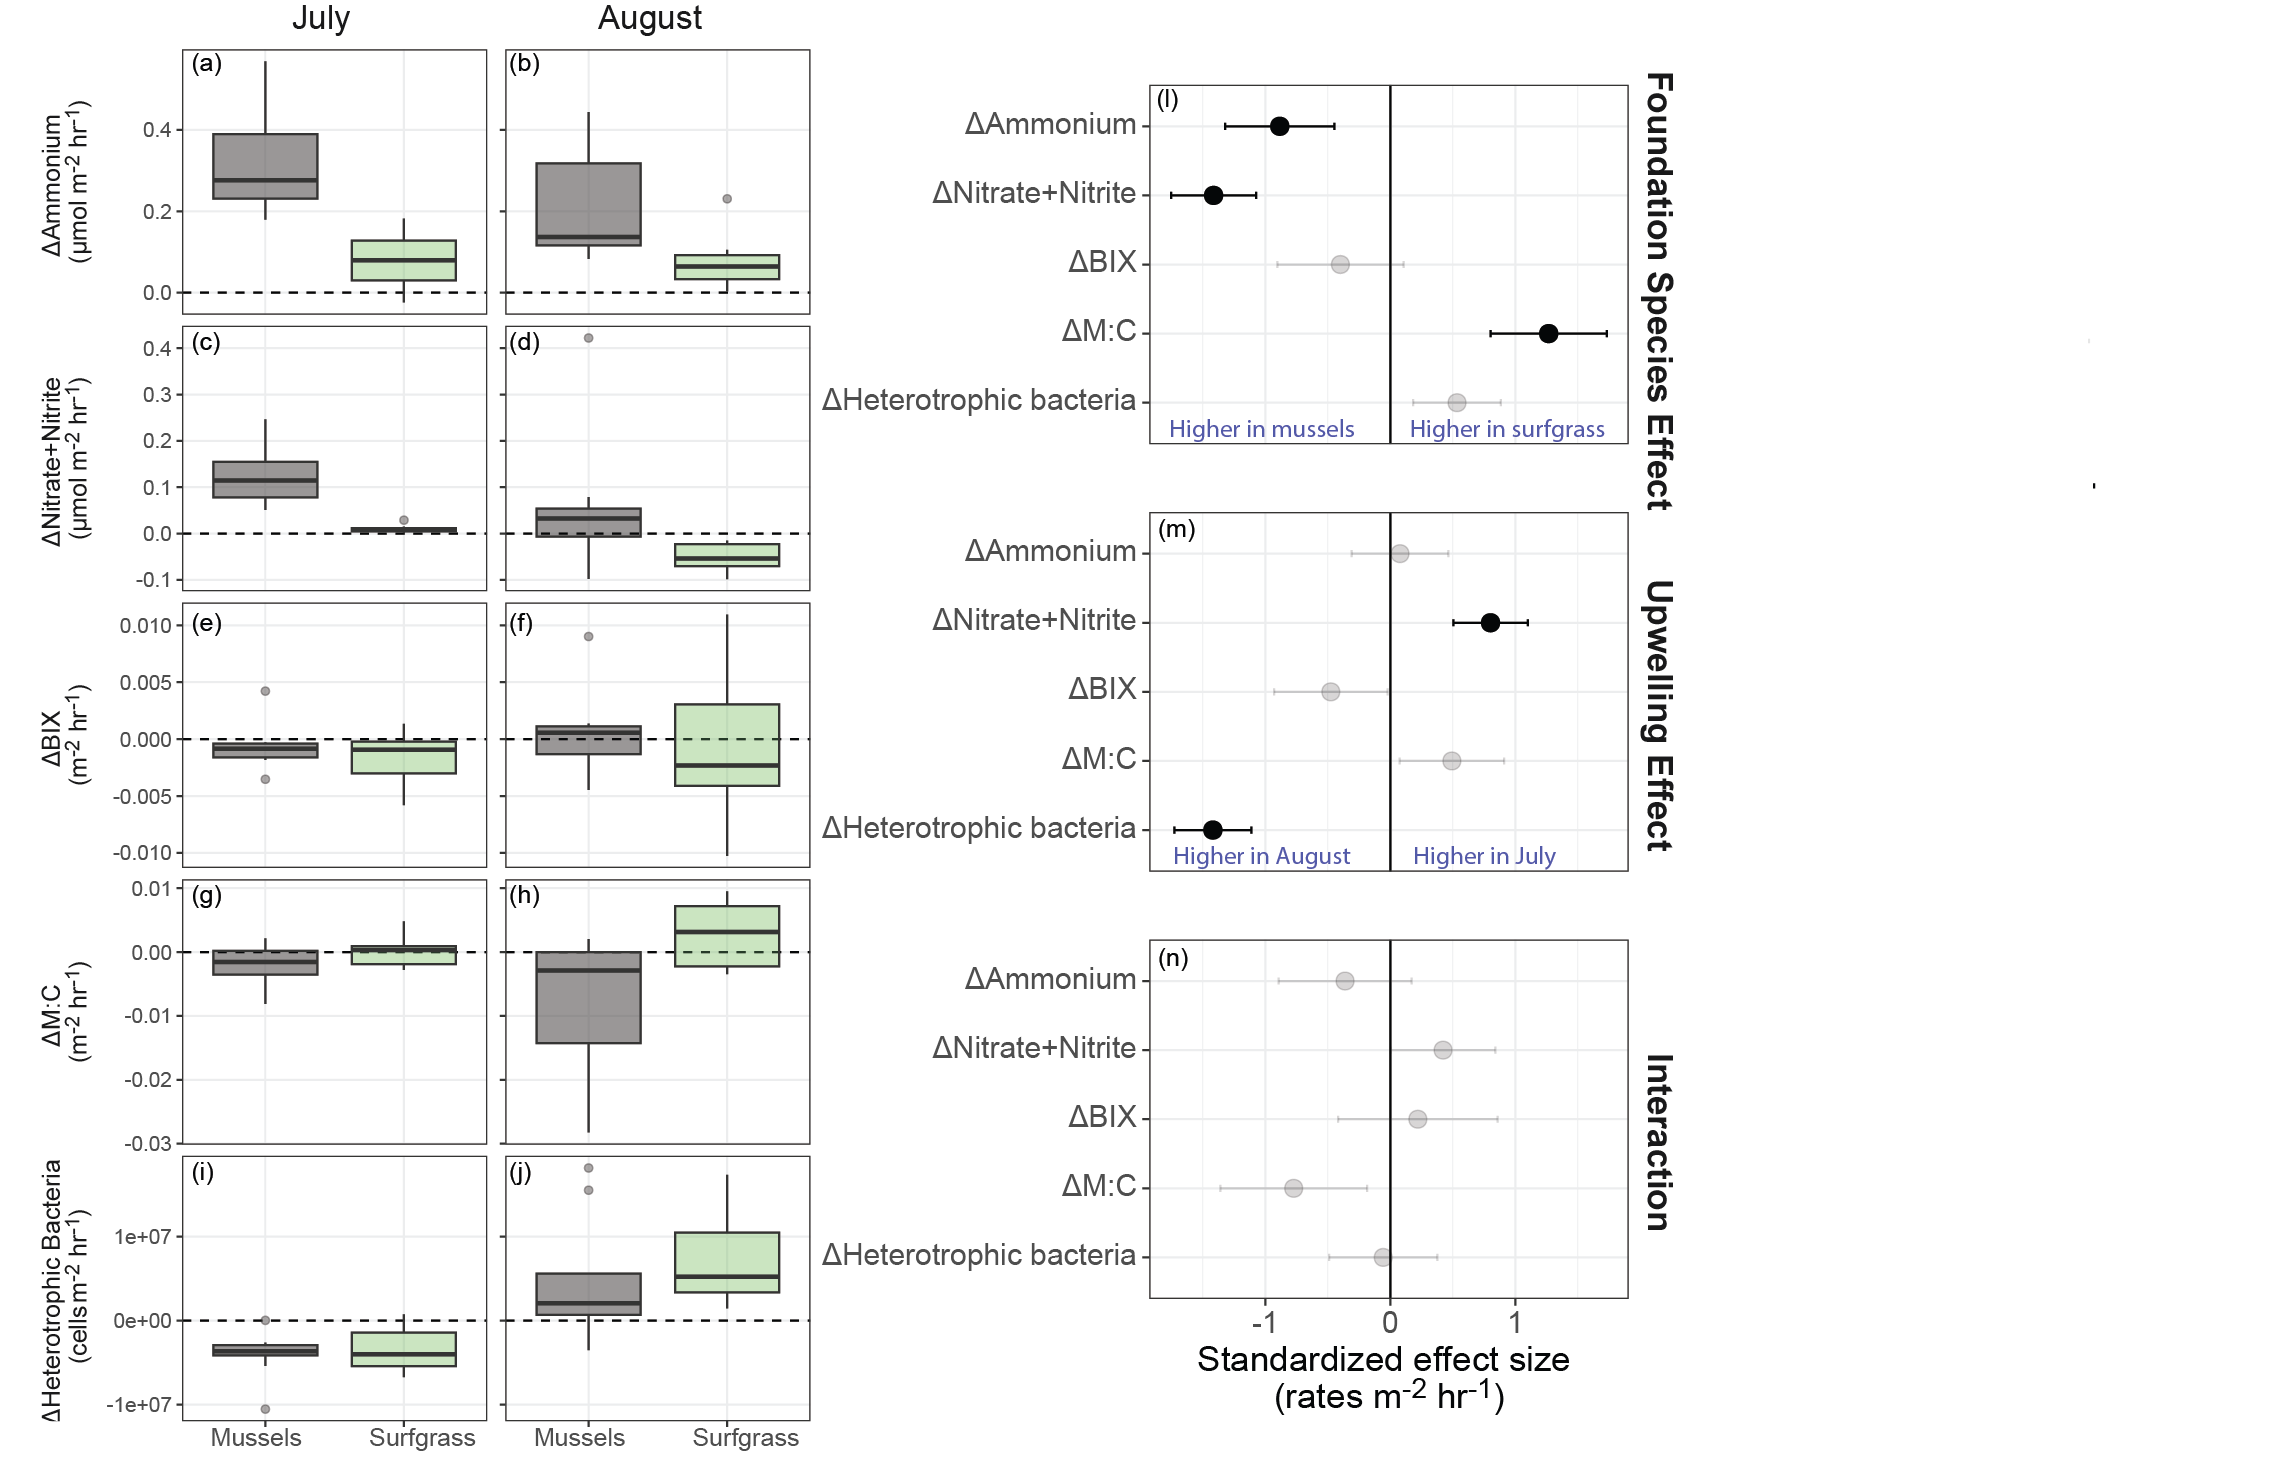 July
August
(a)
(b)
ΔAmmonium
(µmol m-2 hr-1)
0.4
0.2
0.0
(c)
(d)
ΔNitrate+Nitrite
(µmol m-2 hr-1)
0.4
0.3
0.2
0.1
0.0
-0.1
(e)
(f)
ΔBIX
(m-2 hr-1)
0.010
0.005
0.000
-0.005
-0.010
(g)
(h)
ΔM:C
(m-2 hr-1)
0.01
0.00
-0.01
-0.02
-0.03
(i)
(j)
ΔHeterotrophic Bacteria
(cells m-2 hr-1)
1e+07
0e+00
-1e+07
Mussels
Surfgrass
Mussels
Surfgrass
(l)
ΔAmmonium
ΔNitrate+Nitrite
ΔBIX
ΔM:C
ΔHeterotrophic bacteria
Higher in mussels
Higher in surfgrass
Foundation Species Effect
(m)
ΔAmmonium
ΔNitrate+Nitrite
ΔBIX
ΔM:C
ΔHeterotrophic bacteria
Higher in August
Higher in July
Upwelling Effect
(n)
ΔAmmonium
ΔNitrate+Nitrite
ΔBIX
ΔM:C
ΔHeterotrophic bacteria
Interaction
-1
0
1
Standardized effect size
(rates m-2 hr-1)